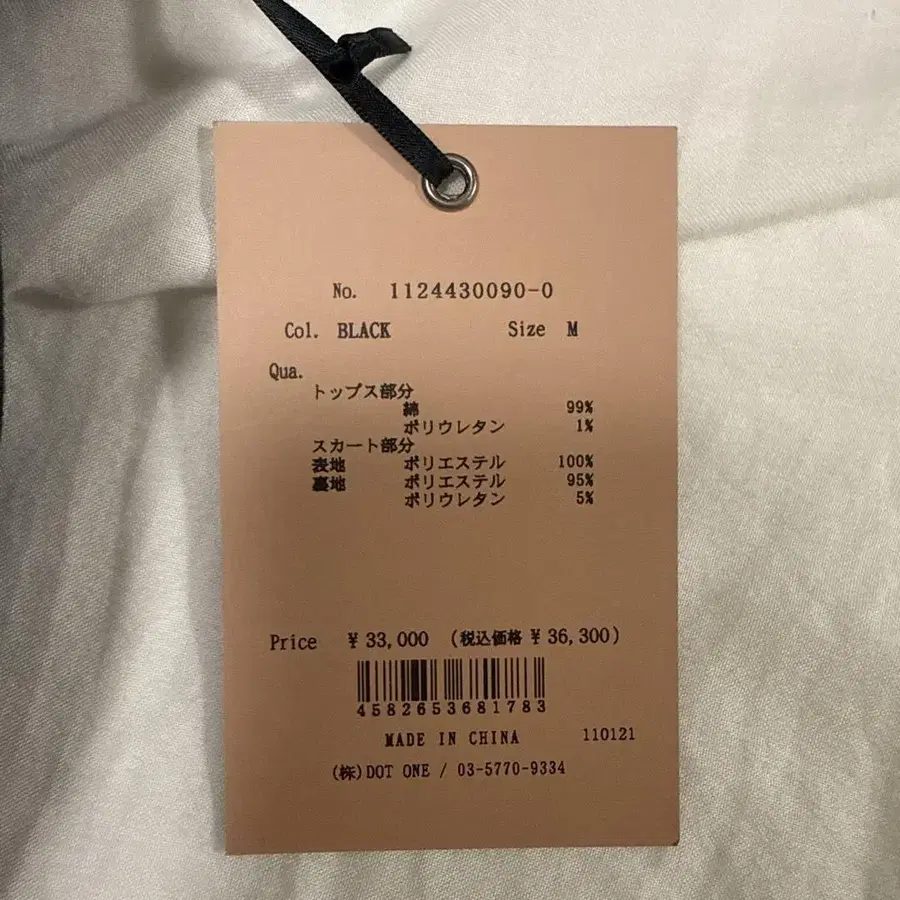 No. 1124430090-0
Col. BLACK Size M
Qua.
トップス部分
綿 99%
ポリウレタン 1%
スカート部分
表地 ポリエステル 100%
裏地 ポリエステル 95%
ポリウレタン 5%
Price ¥33,000 (税込価格 ¥36,300)
4582653681783
MADE IN CHINA 110121
(株)DOT ONE / 03-5770-9334